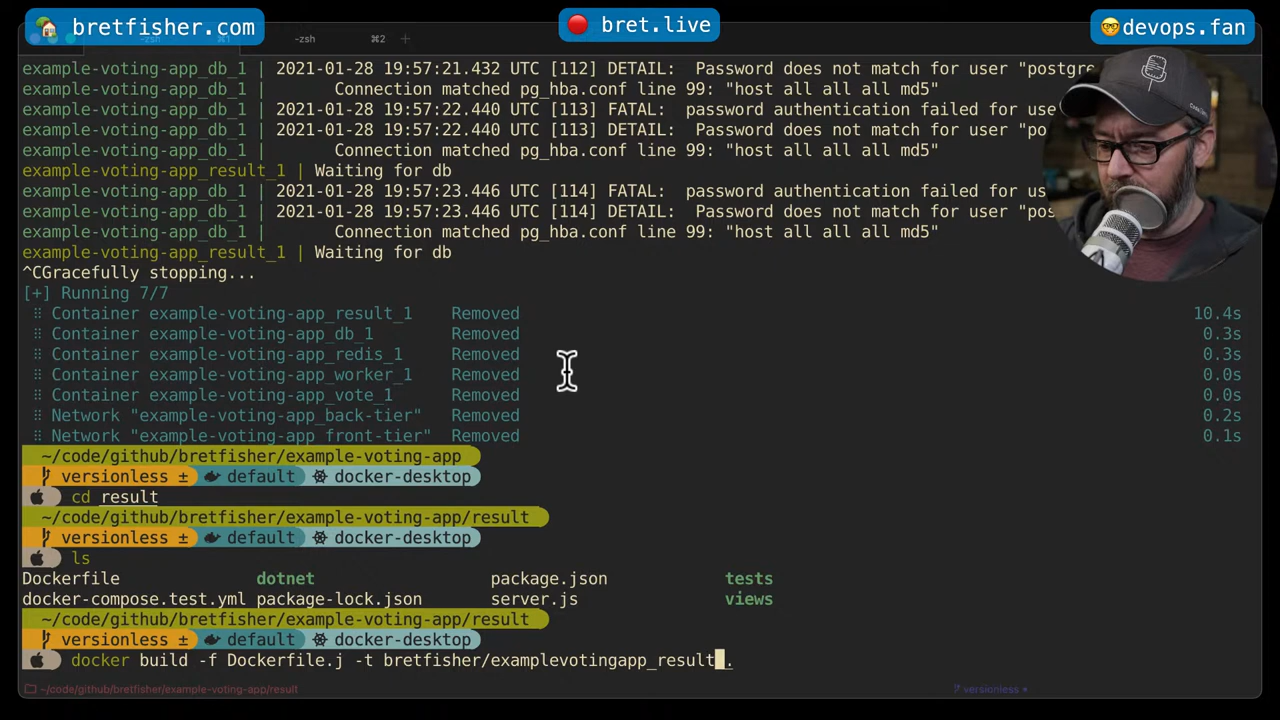 bretfisher.com
bret.live
devops.fan
-zsh ⌘1 -zsh ⌘2 +
example-voting-app_db_1 | 2021-01-28 19:57:21.432 UTC [112] DETAIL:  Password does not match for user "postgre
example-voting-app_db_1 |       Connection matched pg_hba.conf line 99: "host all all all md5"
example-voting-app_db_1 | 2021-01-28 19:57:22.440 UTC [113] FATAL:  password authentication failed for use
example-voting-app_db_1 | 2021-01-28 19:57:22.440 UTC [113] DETAIL:  Password does not match for user "po
example-voting-app_db_1 |       Connection matched pg_hba.conf line 99: "host all all all md5"
example-voting-app_result_1 | Waiting for db
example-voting-app_db_1 | 2021-01-28 19:57:23.446 UTC [114] FATAL:  password authentication failed for us
example-voting-app_db_1 | 2021-01-28 19:57:23.446 UTC [114] DETAIL:  Password does not match for user "pos
example-voting-app_db_1 |       Connection matched pg_hba.conf line 99: "host all all all md5"
example-voting-app_result_1 | Waiting for db
^CGracefully stopping...
[+] Running 7/7
⠿ Container example-voting-app_result_1 Removed 10.4s
⠿ Container example-voting-app_db_1 Removed 0.3s
⠿ Container example-voting-app_redis_1 Removed 0.3s
⠿ Container example-voting-app_worker_1 Removed 0.0s
⠿ Container example-voting-app_vote_1 Removed 0.0s
⠿ Network "example-voting-app_back-tier" Removed 0.2s
⠿ Network "example-voting-app_front-tier" Removed 0.1s
~/code/github/bretfisher/example-voting-app
versionless ± default docker-desktop
cd result
~/code/github/bretfisher/example-voting-app/result
versionless ± default docker-desktop
ls
Dockerfile dotnet package.json tests
docker-compose.test.yml package-lock.json server.js views
~/code/github/bretfisher/example-voting-app/result
versionless ± default docker-desktop
docker build -f Dockerfile.j -t bretfisher/examplevotingapp_result .
~/code/github/bretfisher/example-voting-app/result versionless